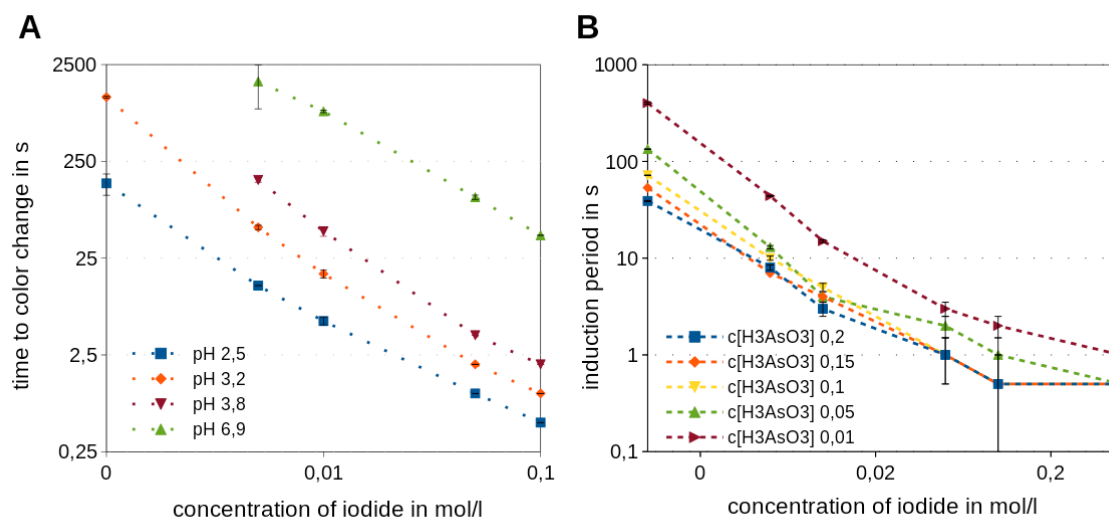 A
2500
250
25
2,5
0,25
time to color change in s
pH 2,5
pH 3,2
pH 3,8
pH 6,9
0
0,01
0,1
concentration of iodide in mol/l
B
1000
100
10
1
0,1
induction period in s
c[H3AsO3] 0,2
c[H3AsO3] 0,15
c[H3AsO3] 0,1
c[H3AsO3] 0,05
c[H3AsO3] 0,01
0
0,02
0,2
concentration of iodide in mol/l